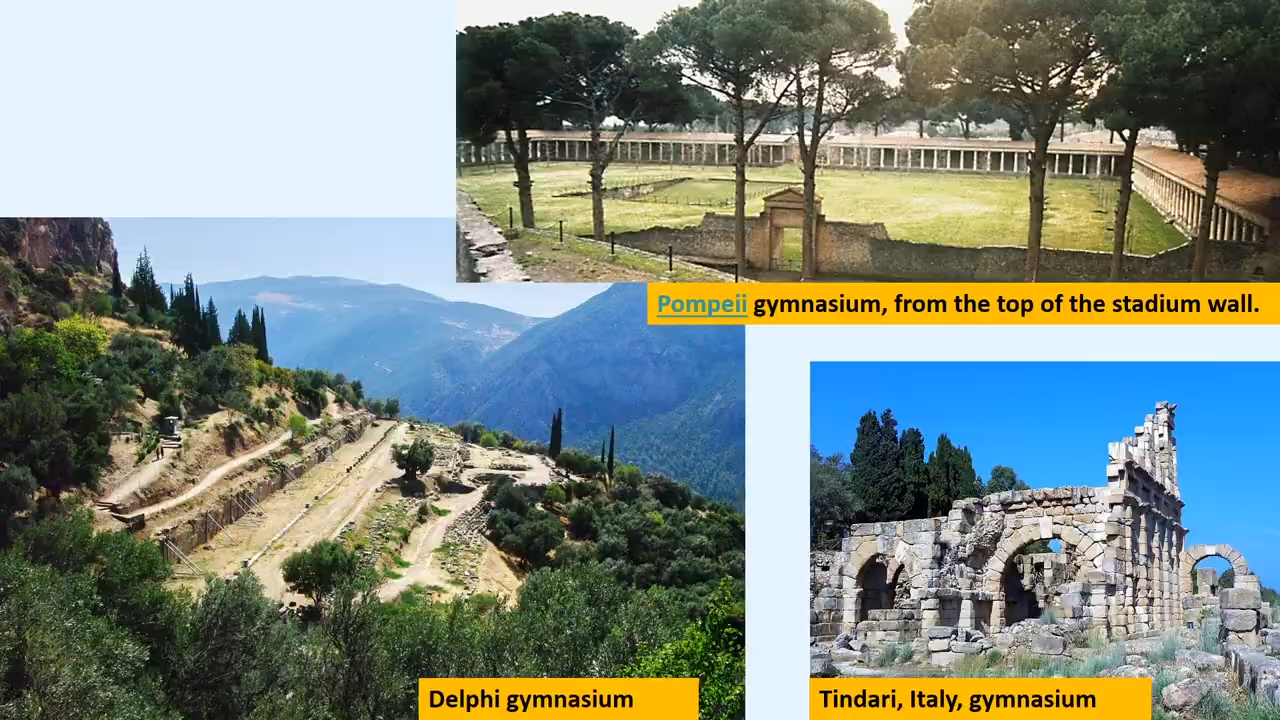 Pompeii gymnasium, from the top of the stadium wall.
Delphi gymnasium
Tindari, Italy, gymnasium